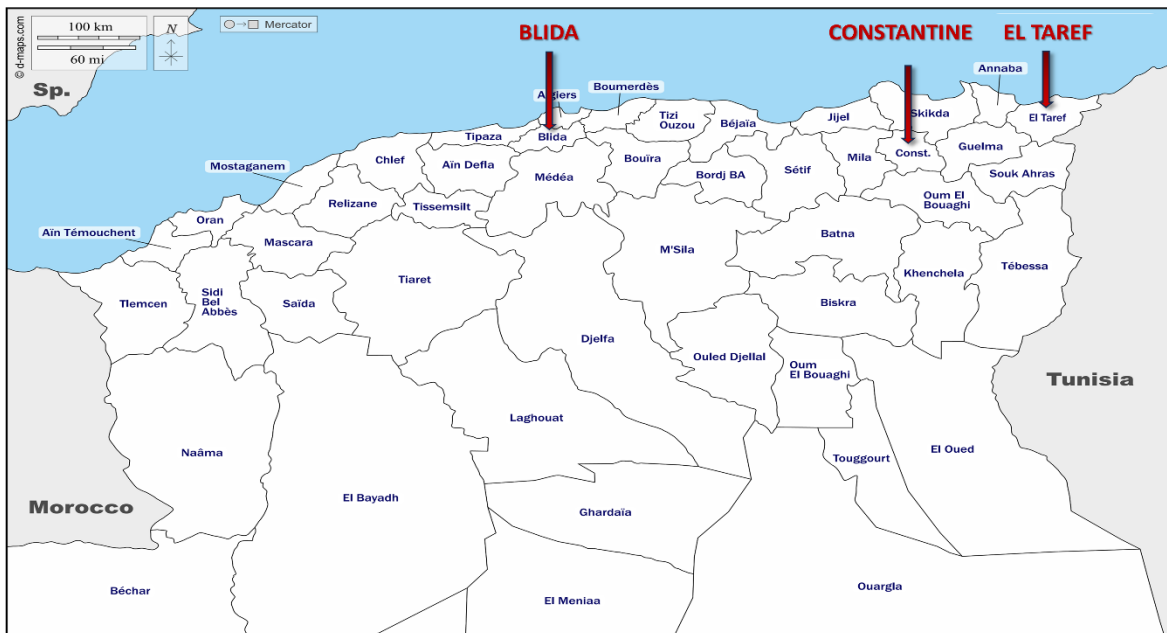 100 km
60 mi
© d-maps.com
N
Mercator
BLIDA
CONSTANTINE
EL TAREF
Sp.
Algiers
Boumerdès
Annaba
Tipaza
Blida
Tizi
Ouzou
Béjaïa
Jijel
Skikda
El Taref
Mostaganem
Chlef
Aïn Defla
Médéa
Bouïra
Bordj BA
Sétif
Mila
Const.
Guelma
Souk Ahras
Relizane
Tissemsilt
Oum El
Bouaghi
Oran
Aïn Témouchent
Mascara
M'Sila
Batna
Khenchela
Tébessa
Tlemcen
Sidi
Bel
Abbès
Saïda
Tiaret
Biskra
Djelfa
Ouled Djellal
Oum
El Bouaghi
Tunisia
Laghouat
Naâma
Touggourt
El Oued
El Bayadh
Morocco
Ghardaïa
Béchar
El Meniaa
Ouargla